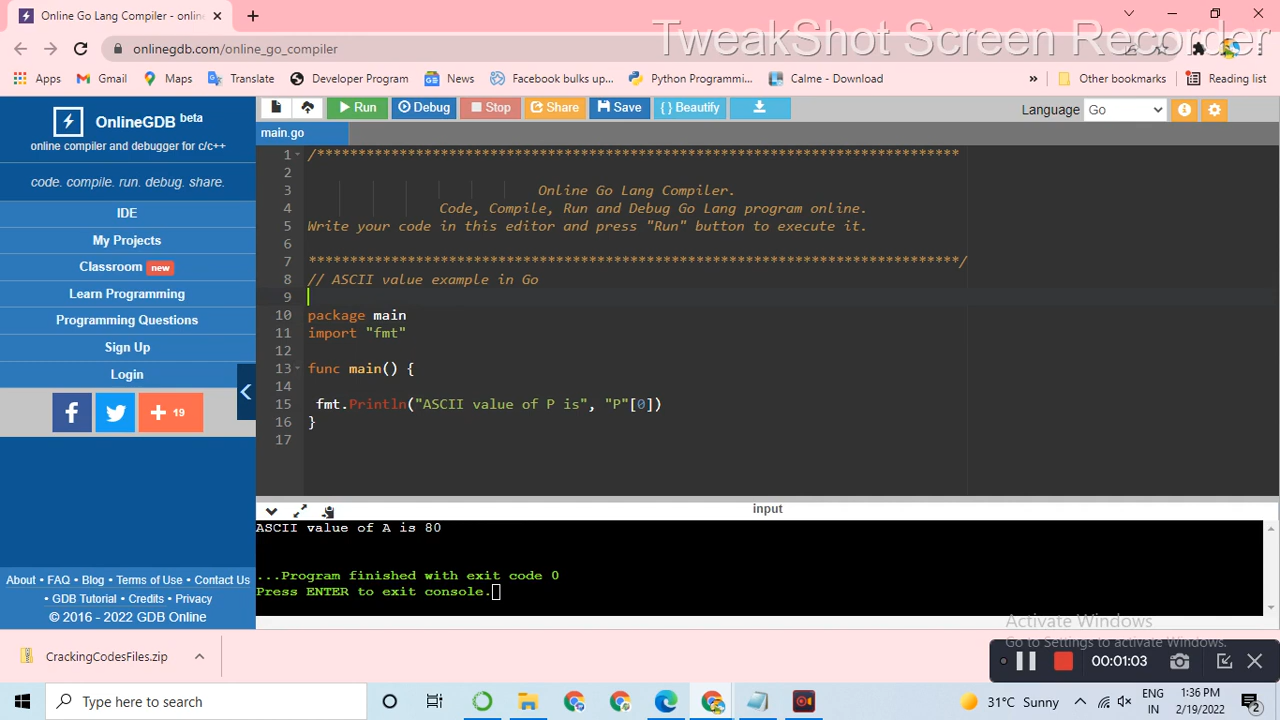 Online Go Lang Compiler - onlin
TweakShot Screen Recorder
onlinegdb.com/online_go_compiler
Apps Gmail Maps Translate Developer Program News Facebook bulks up... Python Programmi... Calme - Download » Other bookmarks Reading list
OnlineGDB beta
online compiler and debugger for c/c++
code. compile. run. debug. share.
IDE
My Projects
Classroom new
Learn Programming
Programming Questions
Sign Up
Login
+ 19
About • FAQ • Blog • Terms of Use • Contact Us
• GDB Tutorial • Credits • Privacy
© 2016 - 2022 GDB Online
Run Debug Stop Share Save { } Beautify Language Go
main.go
1 /******************************************************************************
2
3 Online Go Lang Compiler.
4 Code, Compile, Run and Debug Go Lang program online.
5 Write your code in this editor and press "Run" button to execute it.
6
7 *******************************************************************************/
8 // ASCII value example in Go
9
10 package main
11 import "fmt"
12
13 func main() {
14
15 fmt.Println("ASCII value of P is", "P"[0])
16 }
17
input
ASCII value of A is 80
...Program finished with exit code 0
Press ENTER to exit console.
Activate Windows
Go to Settings to activate Windows.
CrackingCodesFiles.zip
00:01:03
Type here to search
31°C Sunny
ENG
IN
1:36 PM
2/19/2022
2